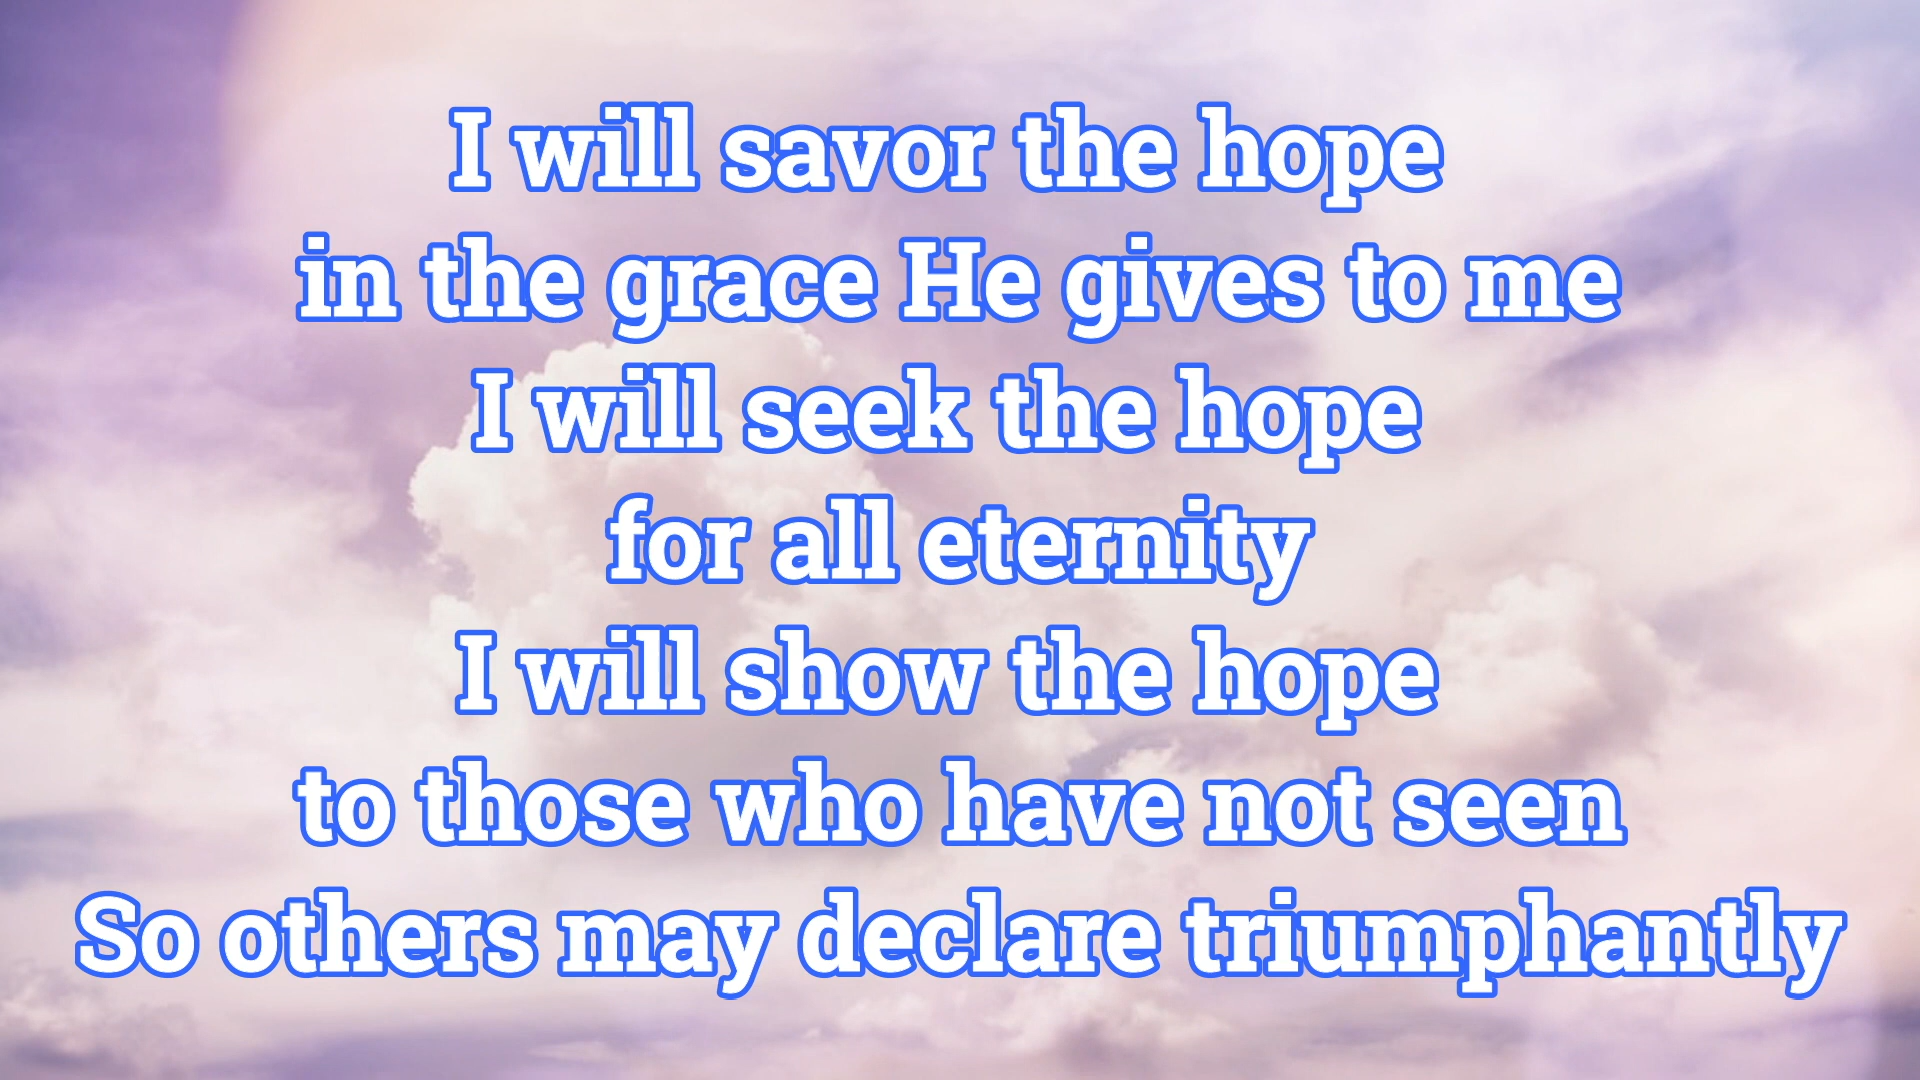 I will savor the hope
in the grace He gives to me
I will seek the hope
for all eternity
I will show the hope
to those who have not seen
So others may declare triumphantly